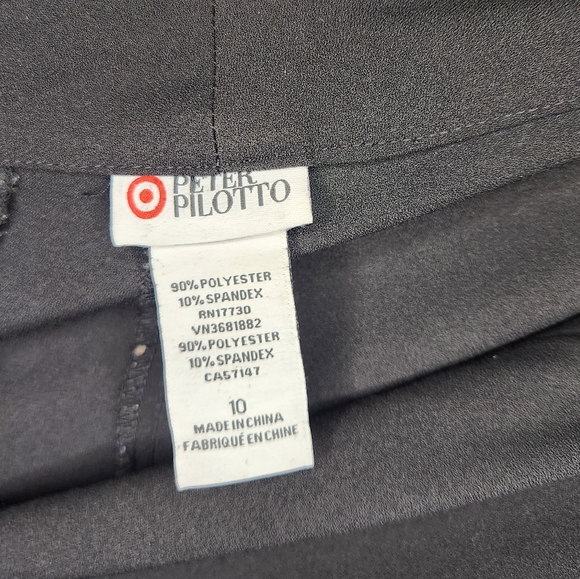 PETER
PILOTTO
90% POLYESTER
10% SPANDEX
RN17730
VN3681882
90% POLYESTER
10% SPANDEX
CA57147
10
MADE IN CHINA
FABRIQUÉ EN CHINE